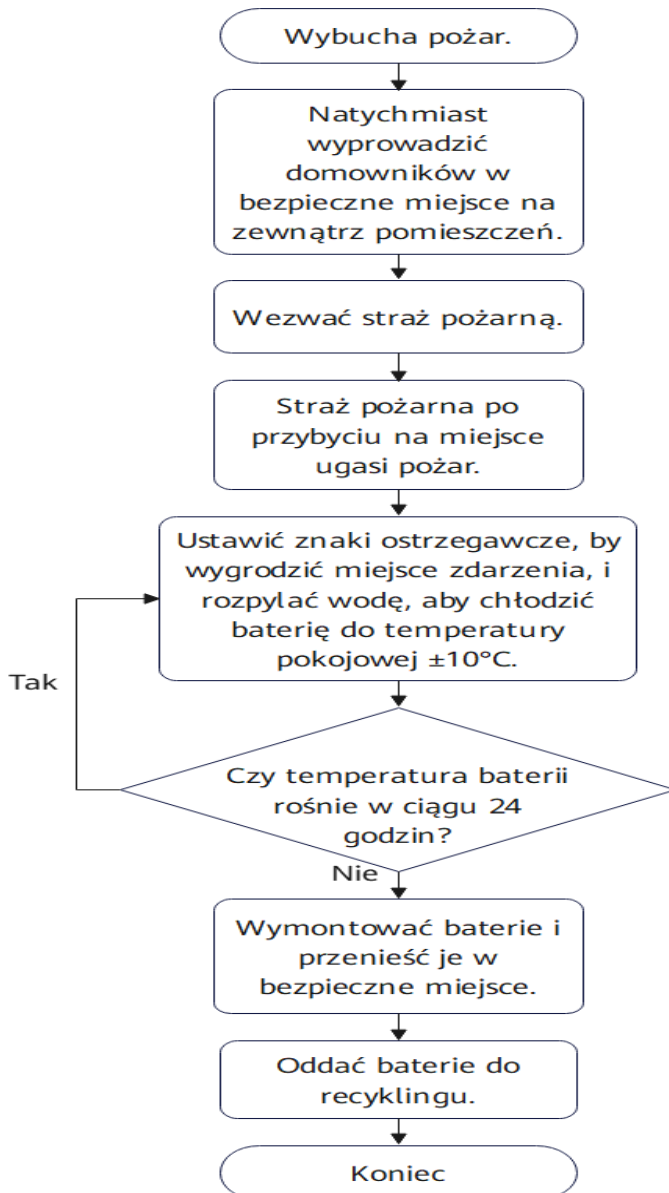 Wybucha pożar.
Natychmiast
wyprowadzić
domowników w
bezpieczne miejsce na
zewnątrz pomieszczeń.
Wezwać straż pożarną.
Straż pożarna po
przybyciu na miejsce
ugasi pożar.
Ustawić znaki ostrzegawcze, by
wygrodzić miejsce zdarzenia, i
rozpylać wodę, aby chłodzić
baterię do temperatury
pokojowej ±10°C.
Tak
Czy temperatura baterii
rośnie w ciągu 24
godzin?
Nie
Wymontować baterie i
przenieść je w
bezpieczne miejsce.
Oddać baterie do
recyklingu.
Koniec